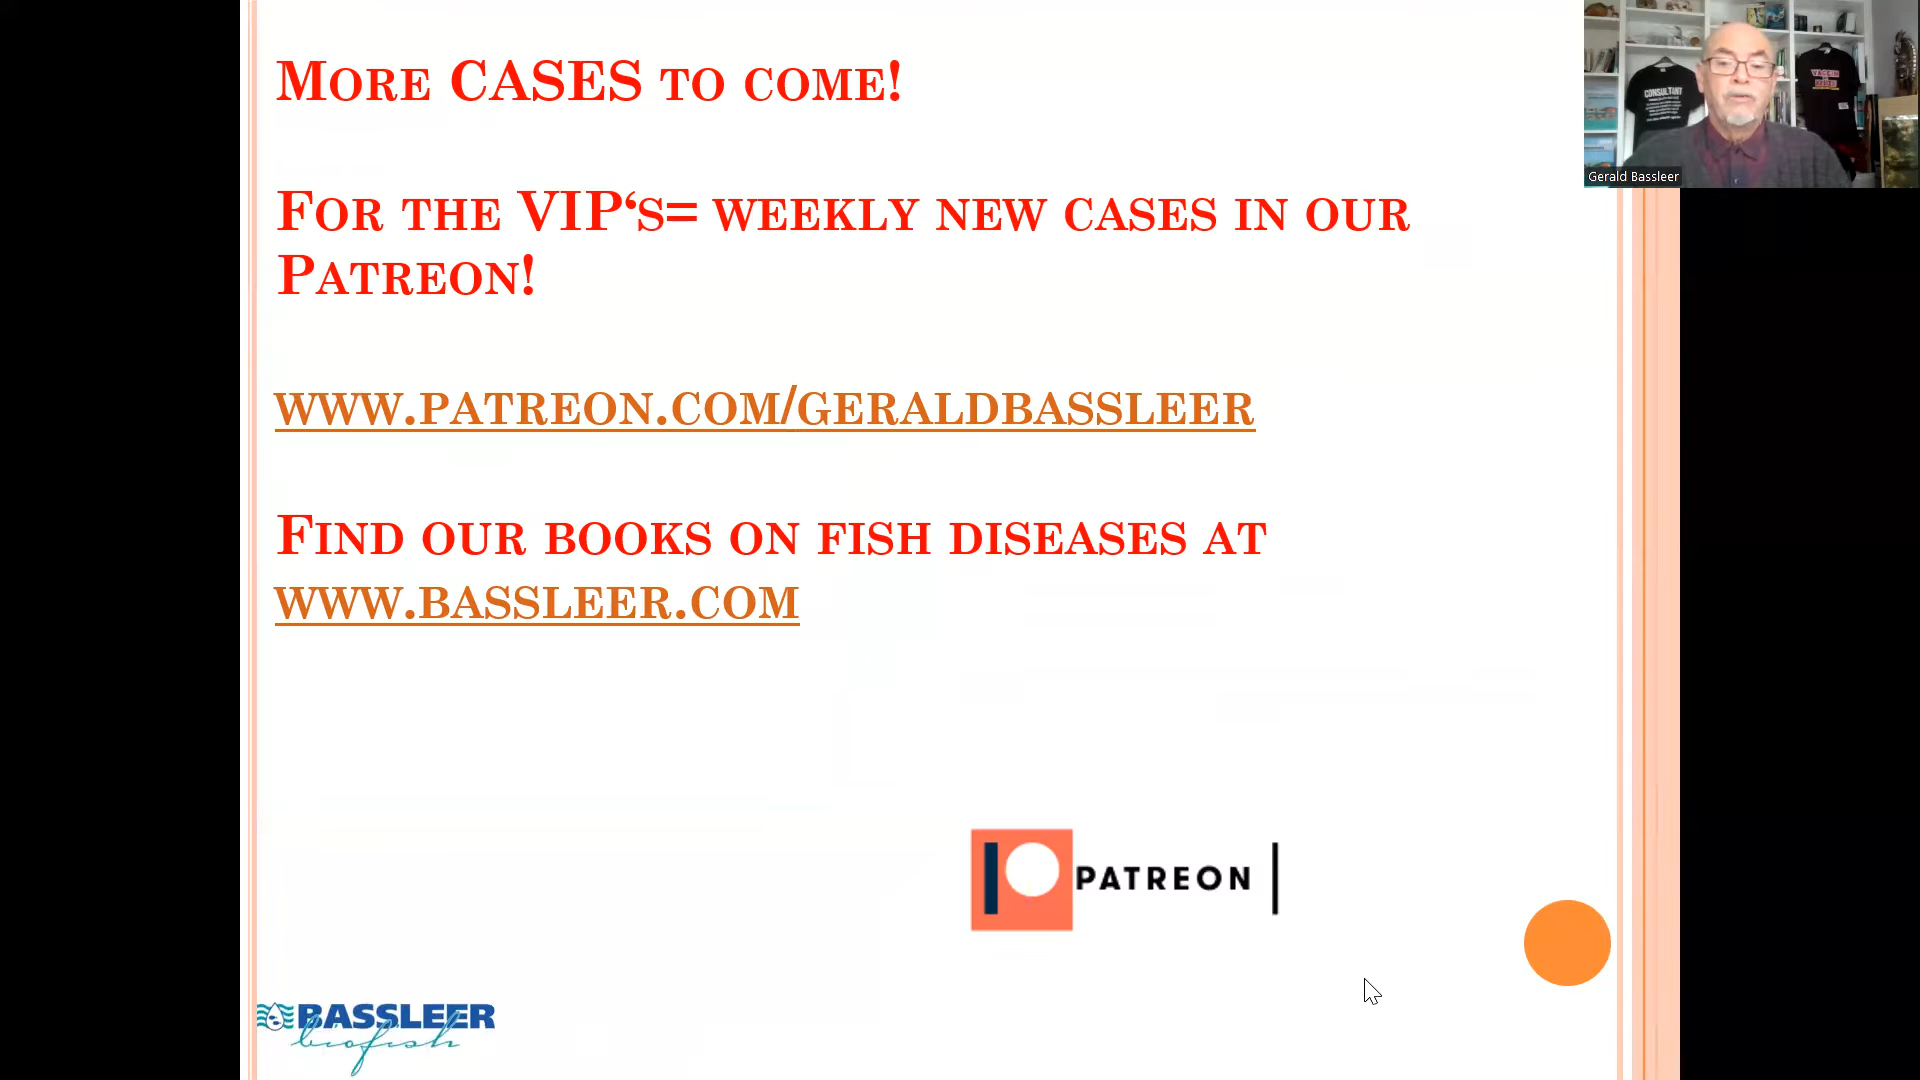 More CASES to come!
For the VIP‘s= weekly new cases in our
Patreon!
www.patreon.com/geraldbassleer
Find our books on fish diseases at
www.bassleer.com
PATREON
BASSLEER
biofish
CONSULTANT
Gerald Bassleer